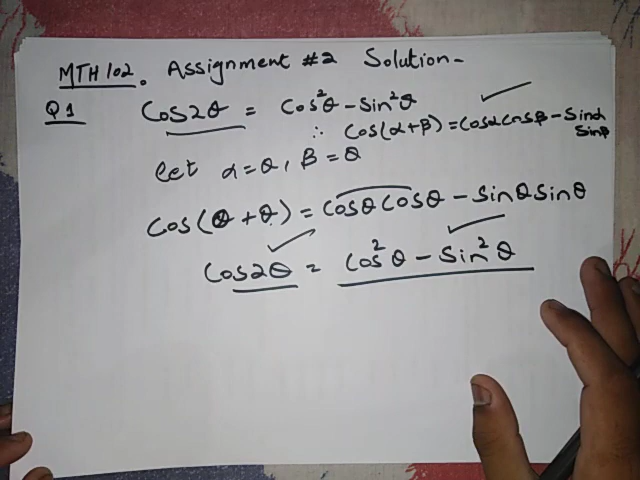 MTH 102. Assignment #2 Solution-
Q1 Cos2θ = Cos²θ - Sin²θ
∴ Cos(α+β) = Cosα Cosβ - Sinα Sinβ
let α = θ, β = θ
Cos(θ + θ) = Cosθ Cosθ - Sinθ Sinθ
Cos2θ = Cos²θ - Sin²θ